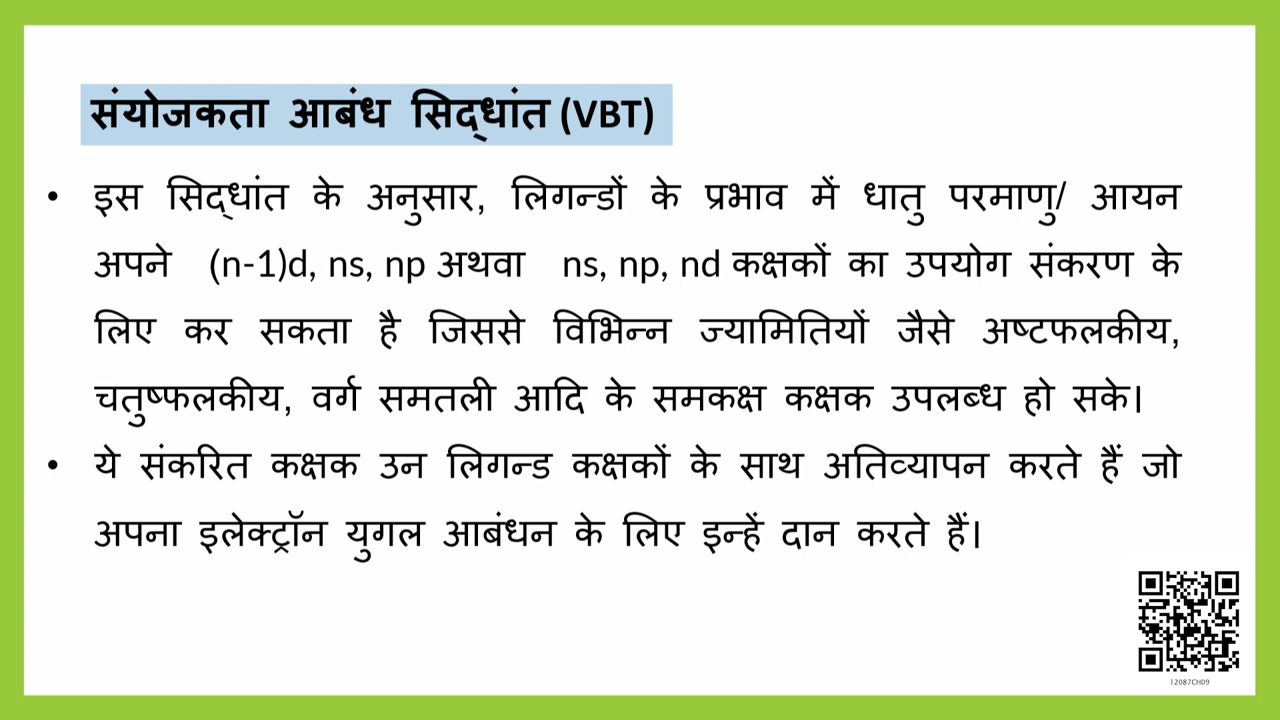 संयोजकता आबंध सिद्धांत (VBT)
• इस सिद्धांत के अनुसार, लिगन्डों के प्रभाव में धातु परमाणु/ आयन
अपने (n-1)d, ns, np अथवा ns, np, nd कक्षकों का उपयोग संकरण के
लिए कर सकता है जिससे विभिन्न ज्यामितियों जैसे अष्टफलकीय,
चतुष्फलकीय, वर्ग समतली आदि के समकक्ष कक्षक उपलब्ध हो सके।
• ये संकरित कक्षक उन लिगन्ड कक्षकों के साथ अतिव्यापन करते हैं जो
अपना इलेक्ट्रॉन युगल आबंधन के लिए इन्हें दान करते हैं।
12087CH09